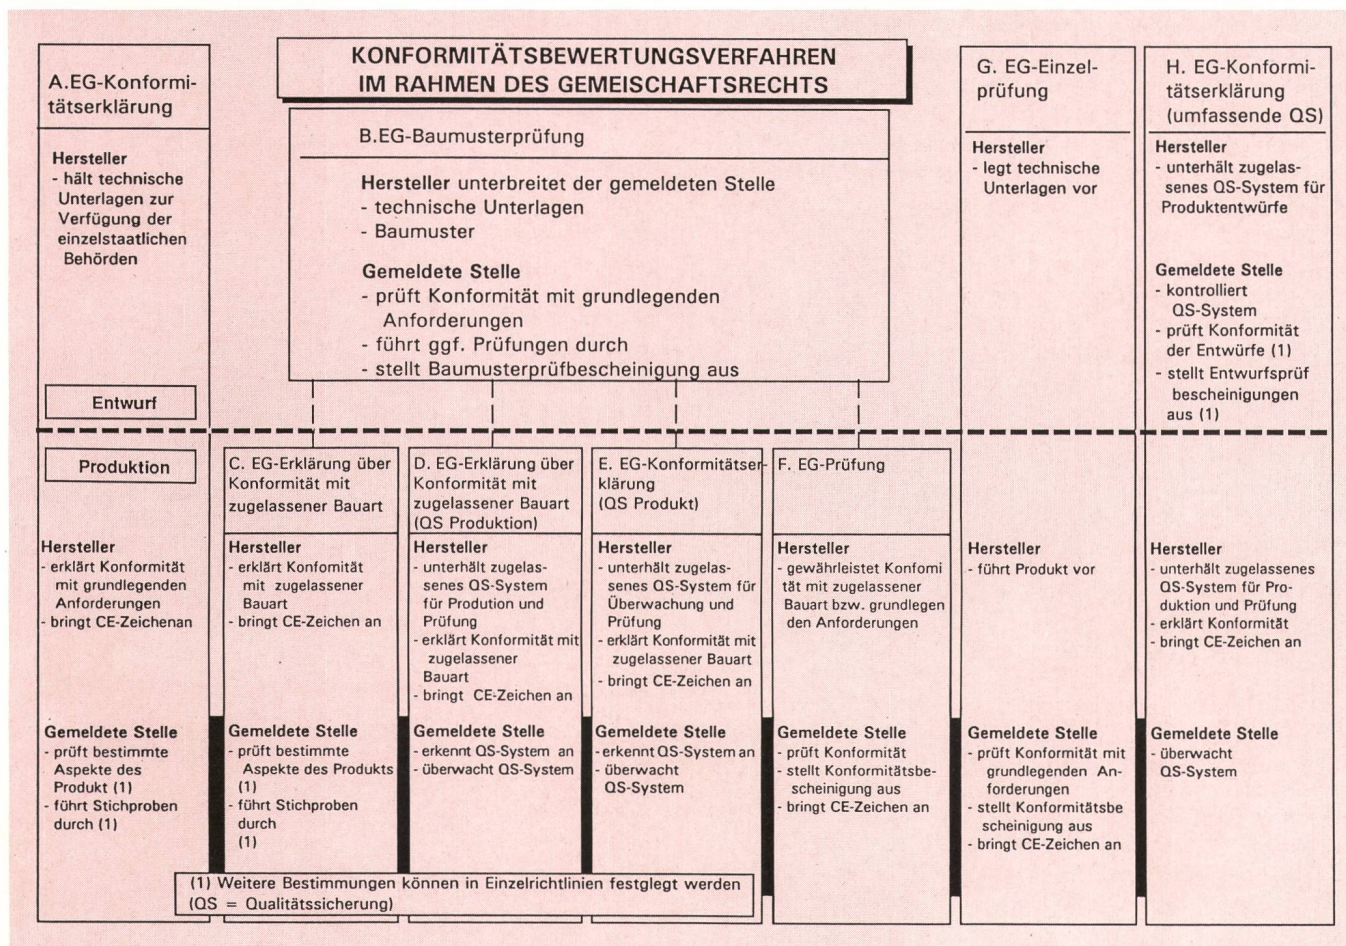 KONFORMITÄTSBEWERTUNGSVERFAHREN
IM RAHMEN DES GEMEISCHAFTSRECHTS
A.EG-Konformi-
tätserklärung
Hersteller
- hält technische
Unterlagen zur
Verfügung der
einzelstaatlichen
Behörden
Entwurf
B.EG-Baumusterprüfung
Hersteller unterbreitet der gemeldeten Stelle
- technische Unterlagen
- Baumuster
Gemeldete Stelle
- prüft Konformität mit grundlegenden
Anforderungen
- führt ggf. Prüfungen durch
- stellt Baumusterprüfbescheinigung aus
G. EG-Einzel-
prüfung
Hersteller
- legt technische
Unterlagen vor
H. EG-Konformi-
tätserklärung
(umfassende QS)
Hersteller
- unterhält zugelas-
senes QS-System für
Produktentwürfe
Gemeldete Stelle
- kontrolliert
QS-System
- prüft Konformität
der Entwürfe (1)
- stellt Entwurfsprüf
bescheinigungen
aus (1)
Produktion
Hersteller
- erklärt Konformität
mit grundlegenden
Anforderungen
- bringt CE-Zeichenan
Gemeldete Stelle
- prüft bestimmte
Aspekte des
Produkt (1)
- führt Stichproben
durch (1)
C. EG-Erklärung über
Konformität mit
zugelassener Bauart
Hersteller
- erklärt Konfomität
mit zugelassener
Bauart
- bringt CE-Zeichen an
Gemeldete Stelle
- prüft bestimmte
Aspekte des Produkts
(1)
- führt Stichproben
durch
(1)
D. EG-Erklärung über
Konformität mit
zugelassener Bauart
(QS Produktion)
Hersteller
- unterhält zugelas-
senes QS-System
für Prodution und
Prüfung
- erklärt Konformität mit
zugelassener
Bauart
- bringt CE-Zeichen an
Gemeldete Stelle
- erkennt QS-System an
- überwacht QS-System
E. EG-Konformitätser-
klärung
(QS Produkt)
Hersteller
- unterhält zugelas-
senes QS-System für
Überwachung und
Prüfung
- erklärt Konformität mit
zugelassener Bauart
- bringt CE-Zeichen an
Gemeldete Stelle
- erkennt QS-System an
- überwacht
QS-System
F. EG-Prüfung
Hersteller
- gewährleistet Konfomi
tät mit zugelassener
Bauart bzw. grundlegen
den Anforderungen
Gemeldete Stelle
- prüft Konformität
- stellt Konformitätsbe-
scheinigung aus
- bringt CE-Zeichen an
Hersteller
- führt Produkt vor
Gemeldete Stelle
- prüft Konformität mit
grundlegenden An-
forderungen
- stellt Konformitätsbe
scheinigung aus
- bringt CE-Zeichen an
Hersteller
- unterhält zugelassenes
QS-System für Pro-
duktion und Prüfung
- erklärt Konformität
- bringt CE-Zeichen an
Gemeldete Stelle
- überwacht
QS-System
(1) Weitere Bestimmungen können in Einzelrichtlinien festglegt werden
(QS = Qualitätssicherung)